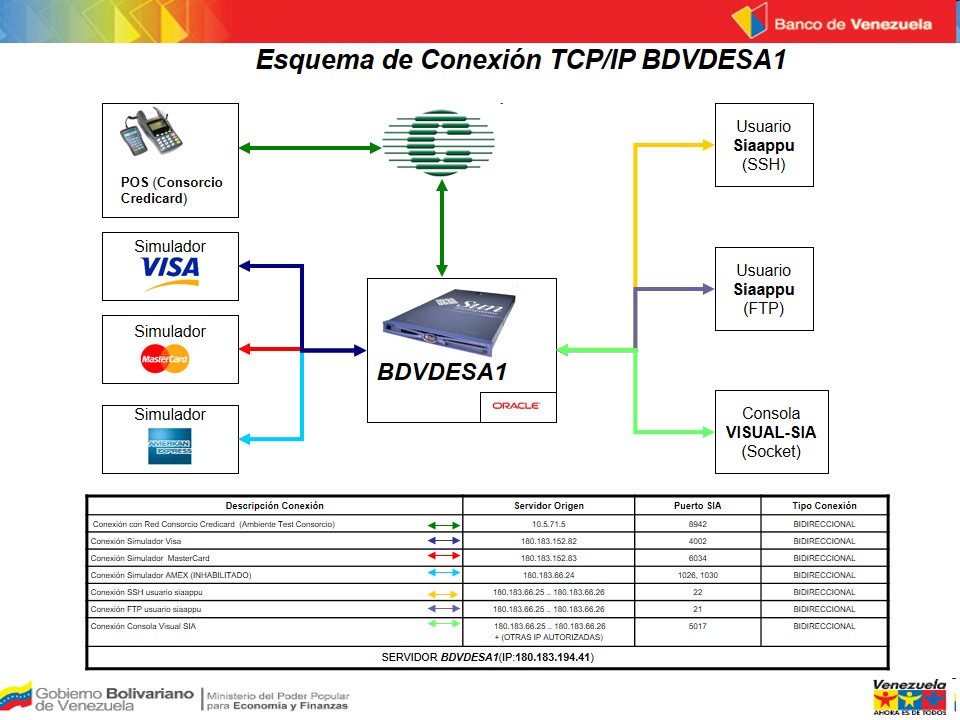 Banco de Venezuela
Esquema de Conexión TCP/IP BDVDESA1
POS (Consorcio
Credicard)
Simulador
VISA
Simulador
MasterCard
Simulador
AMERICAN
EXPRESS
Sun
BDVDESA1
ORACLE
Usuario
Siaappu
(SSH)
Usuario
Siaappu
(FTP)
Consola
VISUAL-SIA
(Socket)
Descripción Conexión Servidor Origen Puerto SIA Tipo Conexión
Conexión con Red Consorcio Credicard (Ambiente Test Consorcio) 10.5.71.5 8942 BIDIRECCIONAL
Conexión Simulador Visa 180.183.152.82 4002 BIDIRECCIONAL
Conexión Simulador MasterCard 180.183.152.83 6034 BIDIRECCIONAL
Conexión Simulador AMEX (INHABILITADO) 180.183.66.24 1026, 1030 BIDIRECCIONAL
Conexión SSH usuario siaappu 180.183.66.25 .. 180.183.66.26 22 BIDIRECCIONAL
Conexión FTP usuario siaappu 180.183.66.25 .. 180.183.66.26 21 BIDIRECCIONAL
Conexión Consola Visual SIA 180.183.66.25 .. 180.183.66.26 5017 BIDIRECCIONAL
+ (OTRAS IP AUTORIZADAS)
SERVIDOR BDVDESA1(IP:180.183.194.41)
Gobierno Bolivariano
de Venezuela
Ministerio del Poder Popular
para Economía y Finanzas
Venezuela
AHORA ES DE TODOS